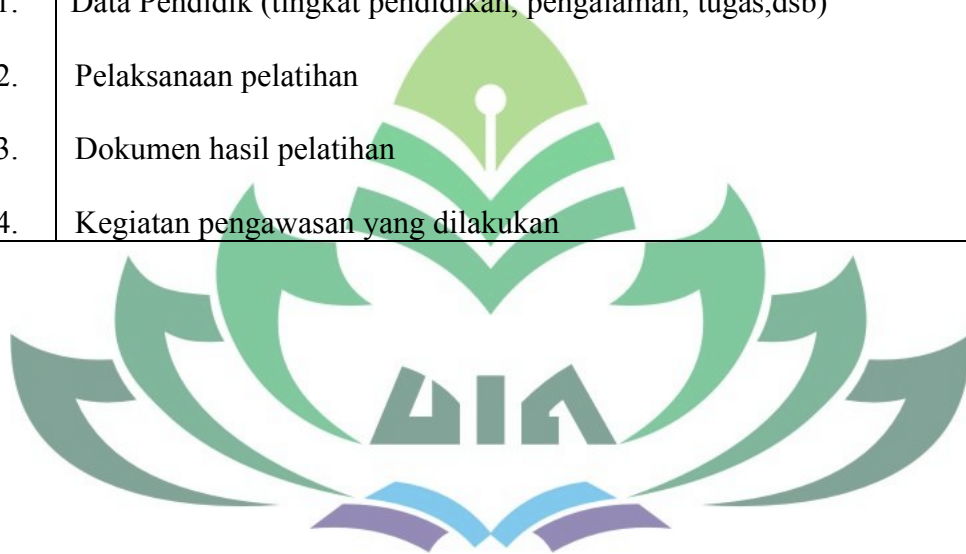 1. Data Pendidik (tingkat pendidikan, pengalaman, tugas,dsb)
2. Pelaksanaan pelatihan
3. Dokumen hasil pelatihan
4. Kegiatan pengawasan yang dilakukan